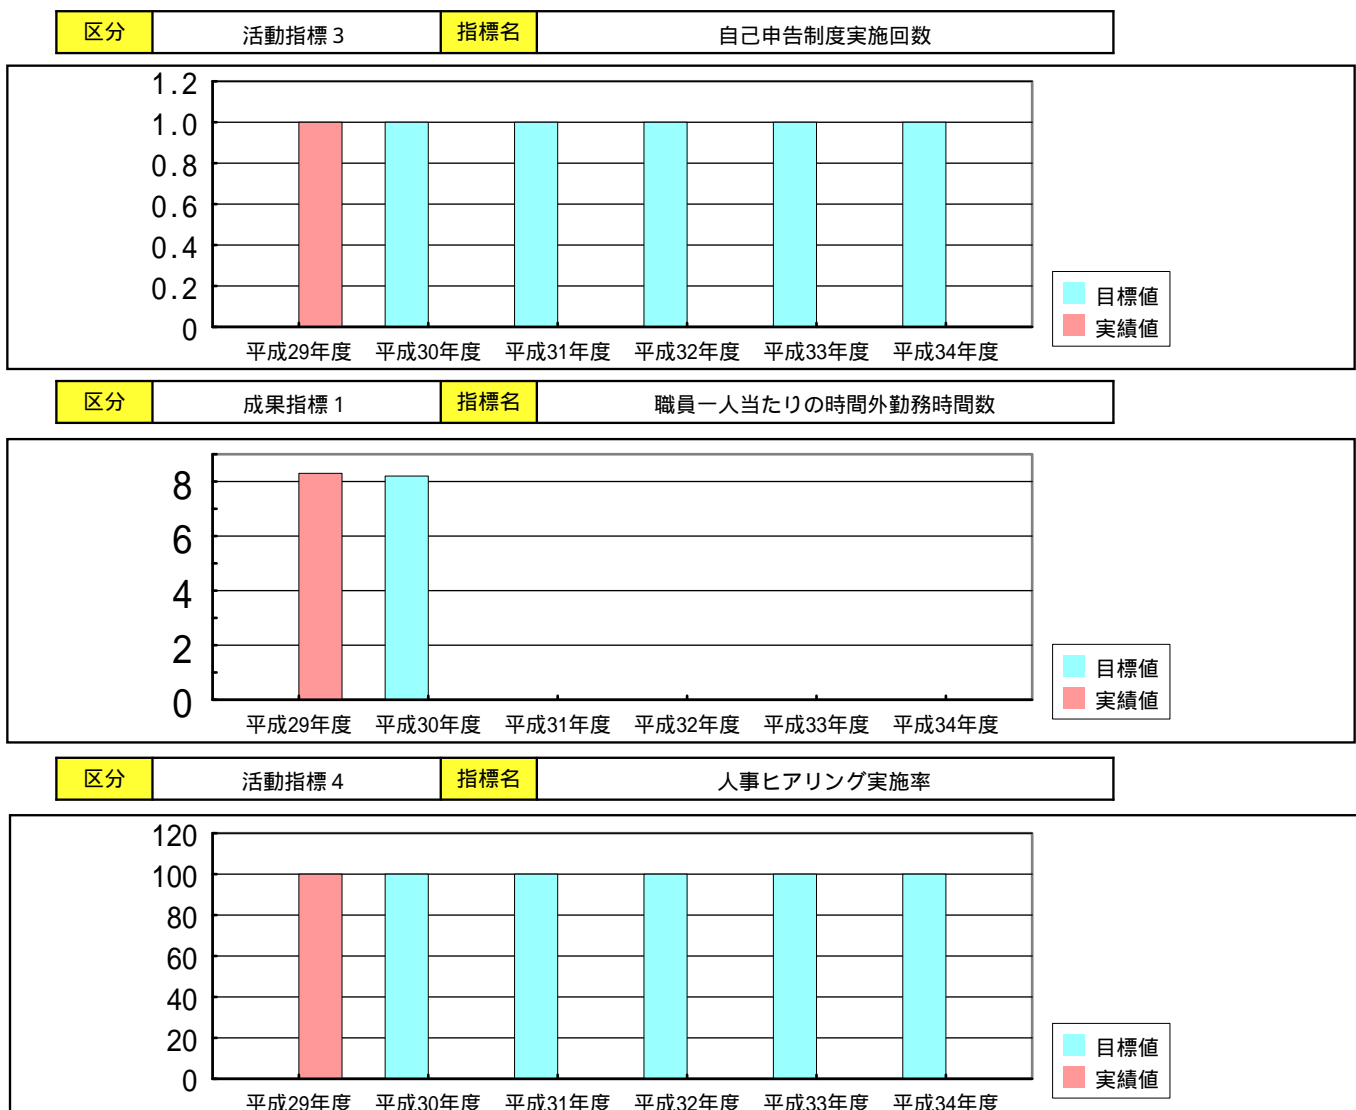 区分 活動指標３ 指標名 自己申告制度実施回数
1.2
1.0
0.8
0.6
0.4
0.2
0
平成29年度 平成30年度 平成31年度 平成32年度 平成33年度 平成34年度
目標値
実績値
区分 成果指標１ 指標名 職員一人当たりの時間外勤務時間数
8
6
4
2
0
平成29年度 平成30年度 平成31年度 平成32年度 平成33年度 平成34年度
目標値
実績値
区分 活動指標４ 指標名 人事ヒアリング実施率
120
100
80
60
40
20
0
平成29年度 平成30年度 平成31年度 平成32年度 平成33年度 平成34年度
目標値
実績値